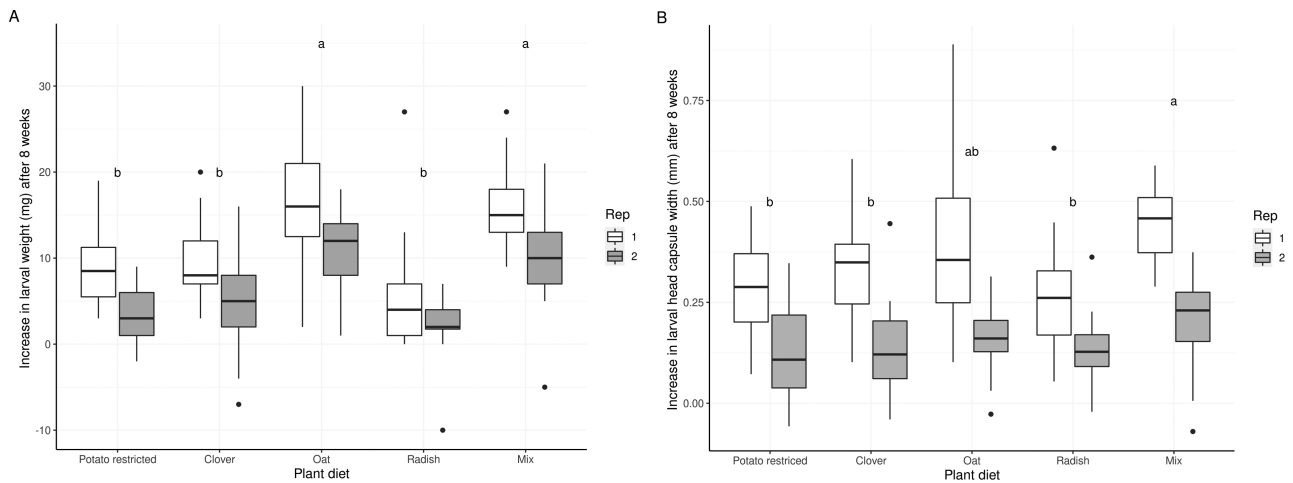 A
Increase in larval weight (mg) after 8 weeks
30
20
10
0
-10
a
a
b
b
b
Potato restricted
Clover
Oat
Radish
Mix
Plant diet
Rep
1
2
B
Increase in larval head capsule width (mm) after 8 weeks
0.75
0.50
0.25
0.00
a
ab
b
b
b
Potato restriced
Clover
Oat
Radish
Mix
Plant diet
Rep
1
2